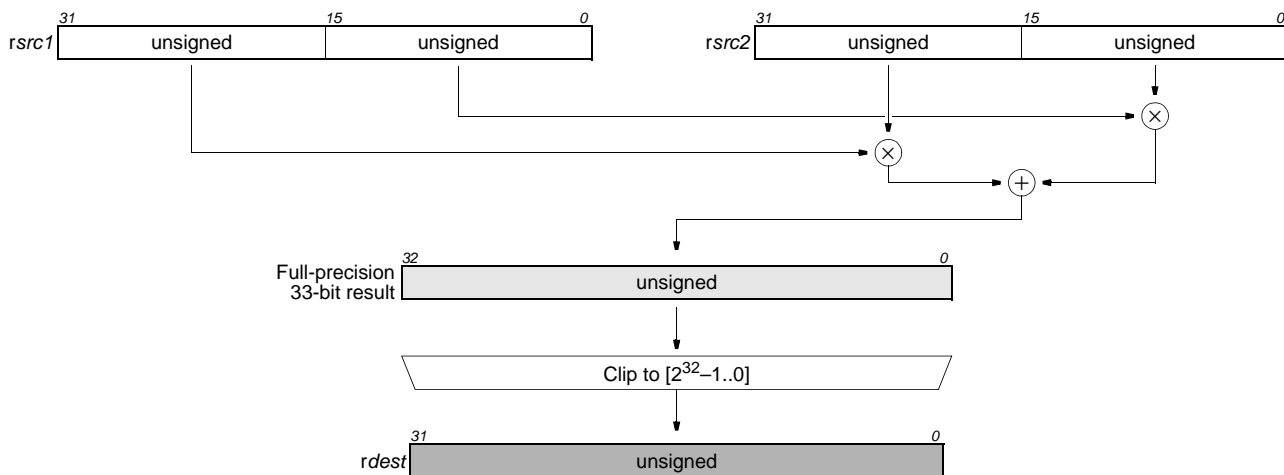 31 15 0 31 15 0
rsrc1 unsigned unsigned rsrc2 unsigned unsigned
× 
×
+
32 0
Full-precision
33-bit result
unsigned
Clip to [2³²–1..0]
31 0
rdest unsigned